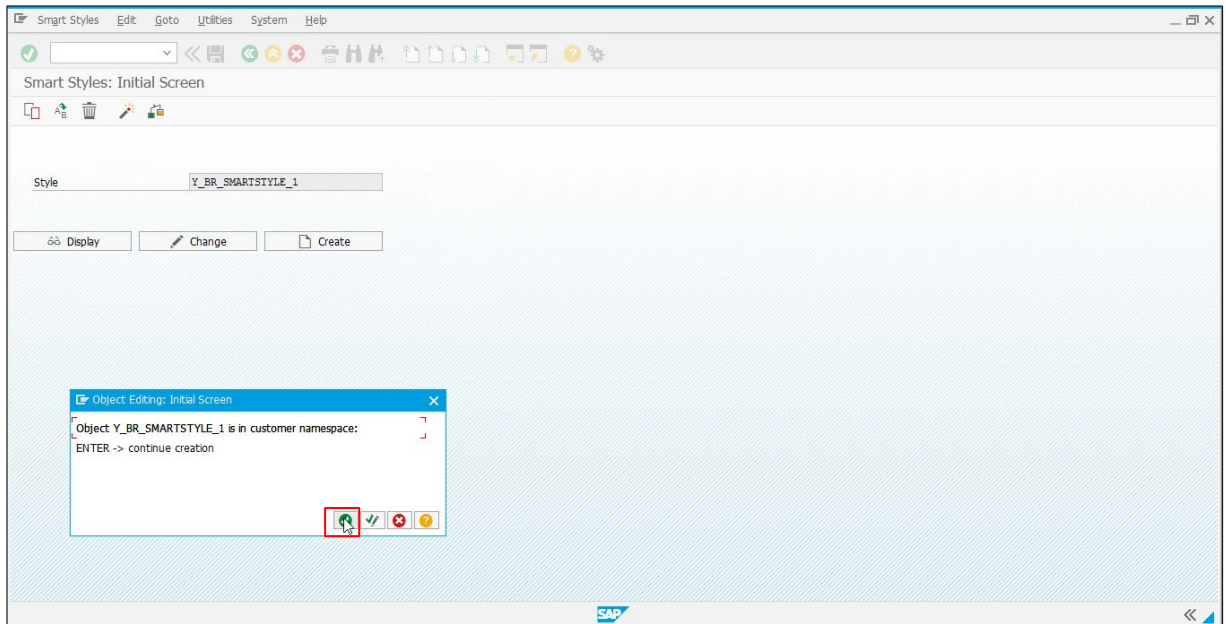 Smart Styles Edit Goto Utilities System Help
Smart Styles: Initial Screen
Style Y_BR_SMARTSTYLE_1
Display Change Create
Object Editing: Initial Screen
Object Y_BR_SMARTSTYLE_1 is in customer namespace:
ENTER -> continue creation
SAP